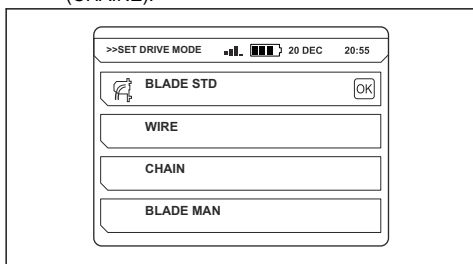 >>SET DRIVE MODE 20 DEC 20:55
BLADE STD OK
WIRE
CHAIN
BLADE MAN